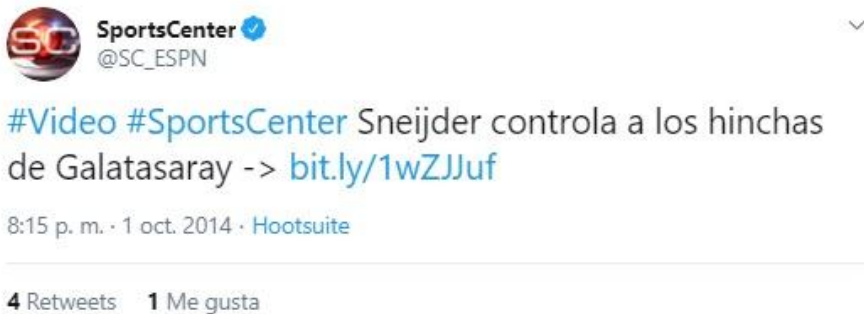 SC
SportsCenter
@SC_ESPN
#Video #SportsCenter Sneijder controla a los hinchas
de Galatasaray -> bit.ly/1wZJJuf
8:15 p. m. · 1 oct. 2014 · Hootsuite
4 Retweets 1 Me gusta